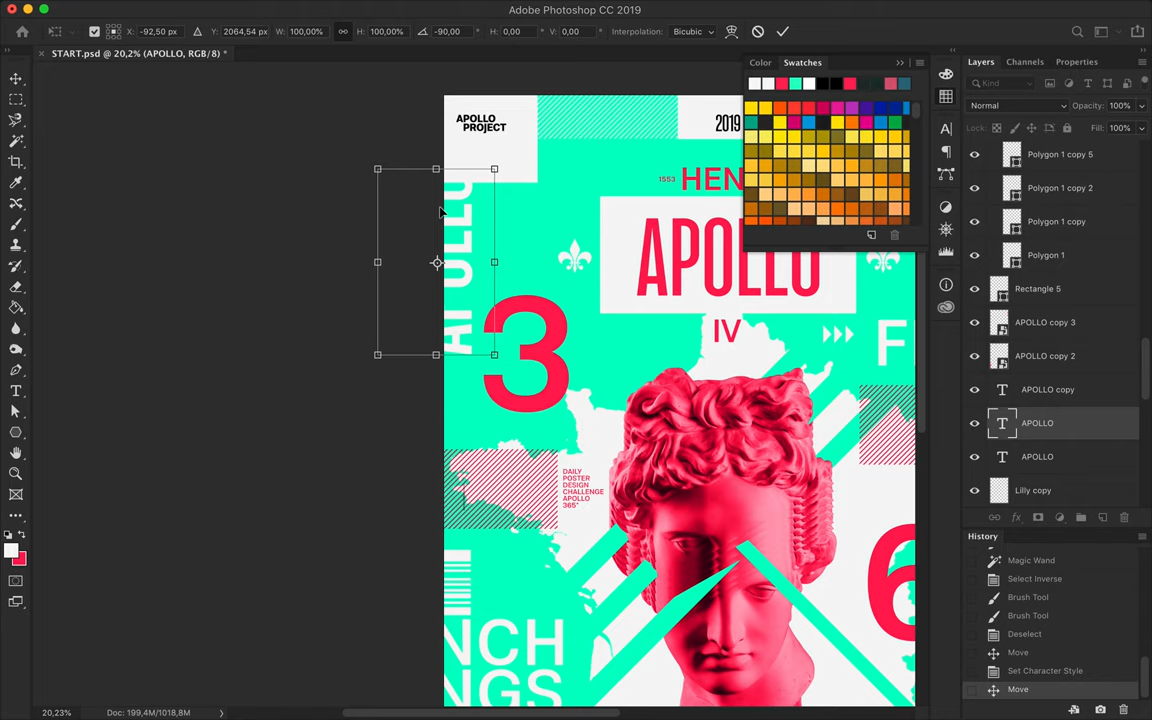 Adobe Photoshop CC 2019
X: -92,50 px
Y: 2064,54 px
W: 100,00%
H: 100,00%
-90,00
H: 0,00
V: 0,00
Interpolation: Bicubic
START.psd @ 20,2% (APOLLO, RGB/8) *
Color
Swatches
Layers
Channels
Properties
Kind
Normal
Opacity: 100%
Lock:
Fill: 100%
Polygon 1 copy 5
Polygon 1 copy 2
Polygon 1 copy
Polygon 1
Rectangle 5
APOLLO copy 3
APOLLO copy 2
APOLLO copy
APOLLO
APOLLO
Lilly copy
History
Magic Wand
Select Inverse
Brush Tool
Brush Tool
Deselect
Move
Set Character Style
Move
APOLLO
PROJECT
2019
1553
HEN
APOLLO
IV
F
APOLLO
3
DAILY
POSTER
DESIGN
CHALLENGE
APOLLO
365°
6
NCH
NGS
20,23%
Doc: 199,4M/1018,8M